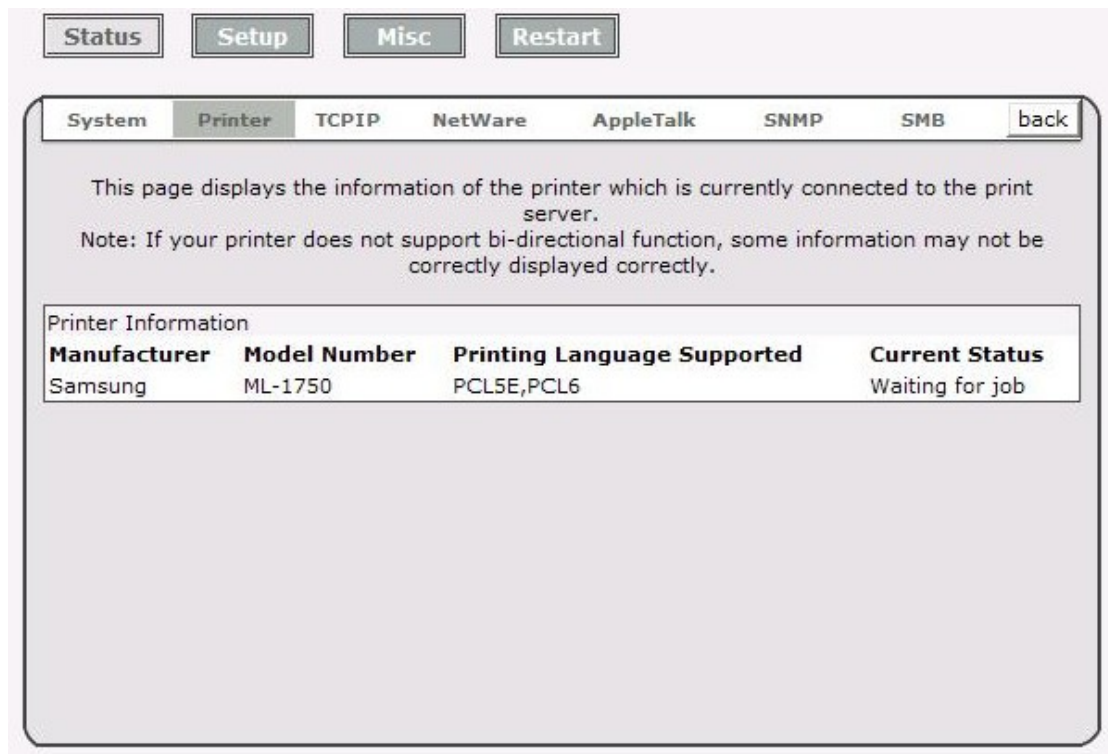 Status Setup Misc Restart
System Printer TCPIP NetWare AppleTalk SNMP SMB back
This page displays the information of the printer which is currently connected to the print
server.
Note: If your printer does not support bi-directional function, some information may not be
correctly displayed correctly.
Printer Information
Manufacturer Model Number Printing Language Supported Current Status
Samsung ML-1750 PCL5E,PCL6 Waiting for job